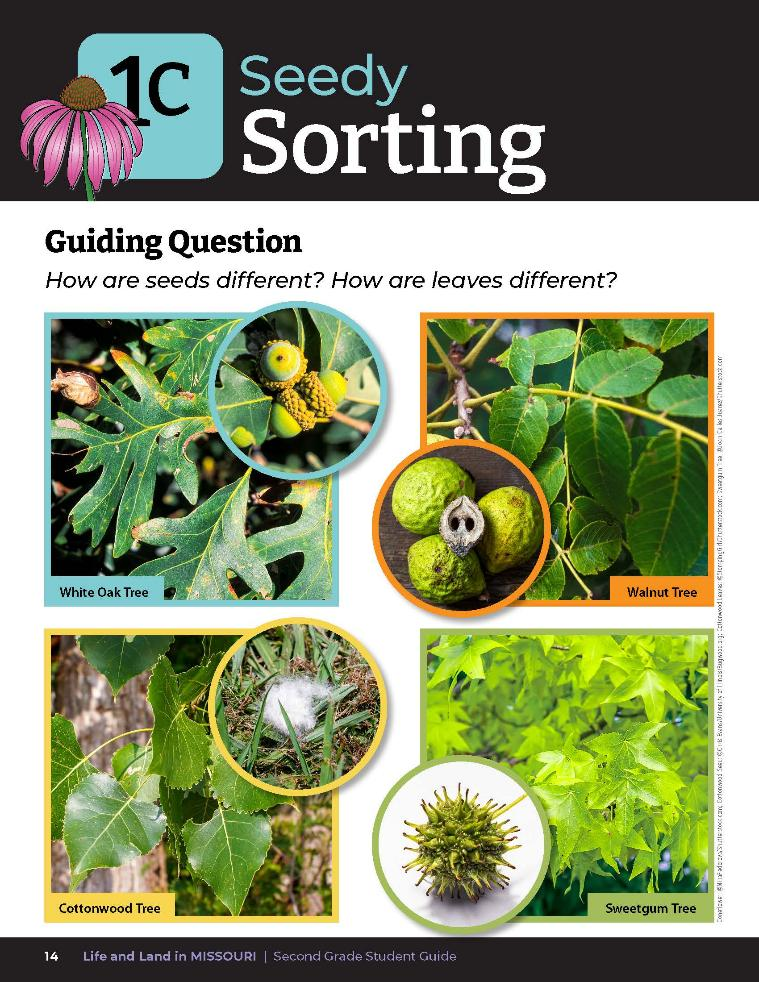 1C
Seedy
Sorting
Guiding Question
How are seeds different? How are leaves different?
White Oak Tree
Walnut Tree
Cottonwood Tree
Sweetgum Tree
14 Life and Land in MISSOURI | Second Grade Student Guide